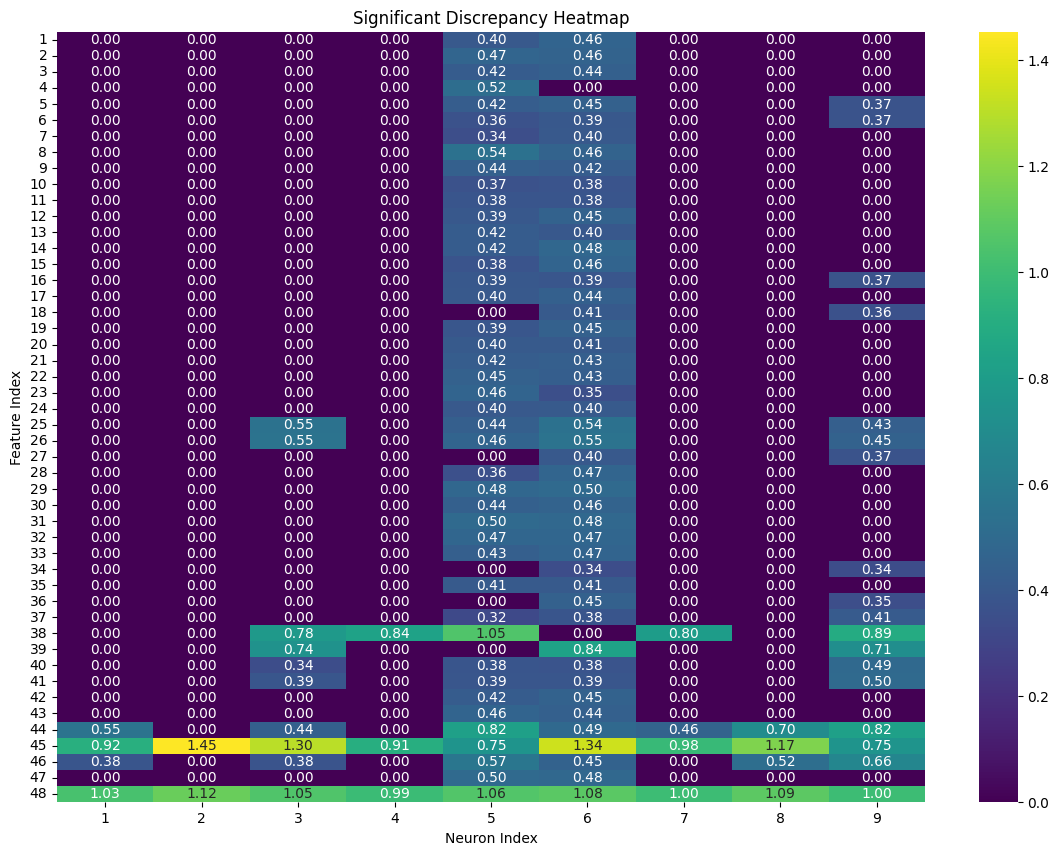 Significant Discrepancy Heatmap
Feature Index
1 0.00 0.00 0.00 0.00 0.40 0.46 0.00 0.00 0.00
2 0.00 0.00 0.00 0.00 0.47 0.46 0.00 0.00 0.00
3 0.00 0.00 0.00 0.00 0.42 0.44 0.00 0.00 0.00
4 0.00 0.00 0.00 0.00 0.52 0.00 0.00 0.00 0.00
5 0.00 0.00 0.00 0.00 0.42 0.45 0.00 0.00 0.37
6 0.00 0.00 0.00 0.00 0.36 0.39 0.00 0.00 0.37
7 0.00 0.00 0.00 0.00 0.34 0.40 0.00 0.00 0.00
8 0.00 0.00 0.00 0.00 0.54 0.46 0.00 0.00 0.00
9 0.00 0.00 0.00 0.00 0.44 0.42 0.00 0.00 0.00
10 0.00 0.00 0.00 0.00 0.37 0.38 0.00 0.00 0.00
11 0.00 0.00 0.00 0.00 0.38 0.38 0.00 0.00 0.00
12 0.00 0.00 0.00 0.00 0.39 0.45 0.00 0.00 0.00
13 0.00 0.00 0.00 0.00 0.42 0.40 0.00 0.00 0.00
14 0.00 0.00 0.00 0.00 0.42 0.48 0.00 0.00 0.00
15 0.00 0.00 0.00 0.00 0.38 0.46 0.00 0.00 0.00
16 0.00 0.00 0.00 0.00 0.39 0.39 0.00 0.00 0.37
17 0.00 0.00 0.00 0.00 0.40 0.44 0.00 0.00 0.00
18 0.00 0.00 0.00 0.00 0.00 0.41 0.00 0.00 0.36
19 0.00 0.00 0.00 0.00 0.39 0.45 0.00 0.00 0.00
20 0.00 0.00 0.00 0.00 0.40 0.41 0.00 0.00 0.00
21 0.00 0.00 0.00 0.00 0.42 0.43 0.00 0.00 0.00
22 0.00 0.00 0.00 0.00 0.45 0.43 0.00 0.00 0.00
23 0.00 0.00 0.00 0.00 0.46 0.35 0.00 0.00 0.00
24 0.00 0.00 0.00 0.00 0.40 0.40 0.00 0.00 0.00
25 0.00 0.00 0.55 0.00 0.44 0.54 0.00 0.00 0.43
26 0.00 0.00 0.55 0.00 0.46 0.55 0.00 0.00 0.45
27 0.00 0.00 0.00 0.00 0.00 0.40 0.00 0.00 0.37
28 0.00 0.00 0.00 0.00 0.36 0.47 0.00 0.00 0.00
29 0.00 0.00 0.00 0.00 0.48 0.50 0.00 0.00 0.00
30 0.00 0.00 0.00 0.00 0.44 0.46 0.00 0.00 0.00
31 0.00 0.00 0.00 0.00 0.50 0.48 0.00 0.00 0.00
32 0.00 0.00 0.00 0.00 0.47 0.47 0.00 0.00 0.00
33 0.00 0.00 0.00 0.00 0.43 0.47 0.00 0.00 0.00
34 0.00 0.00 0.00 0.00 0.00 0.34 0.00 0.00 0.34
35 0.00 0.00 0.00 0.00 0.41 0.41 0.00 0.00 0.00
36 0.00 0.00 0.00 0.00 0.00 0.45 0.00 0.00 0.35
37 0.00 0.00 0.00 0.00 0.32 0.38 0.00 0.00 0.41
38 0.00 0.00 0.78 0.84 1.05 0.00 0.80 0.00 0.89
39 0.00 0.00 0.74 0.00 0.00 0.84 0.00 0.00 0.71
40 0.00 0.00 0.34 0.00 0.38 0.38 0.00 0.00 0.49
41 0.00 0.00 0.39 0.00 0.39 0.39 0.00 0.00 0.50
42 0.00 0.00 0.00 0.00 0.42 0.45 0.00 0.00 0.00
43 0.00 0.00 0.00 0.00 0.46 0.44 0.00 0.00 0.00
44 0.55 0.00 0.44 0.00 0.82 0.49 0.46 0.70 0.82
45 0.92 1.45 1.30 0.91 0.75 1.34 0.98 1.17 0.75
46 0.38 0.00 0.38 0.00 0.57 0.45 0.00 0.52 0.66
47 0.00 0.00 0.00 0.00 0.50 0.48 0.00 0.00 0.00
48 1.03 1.12 1.05 0.99 1.06 1.08 1.00 1.09 1.00
1 2 3 4 5 6 7 8 9
Neuron Index
1.4
1.2
1.0
0.8
0.6
0.4
0.2
0.0